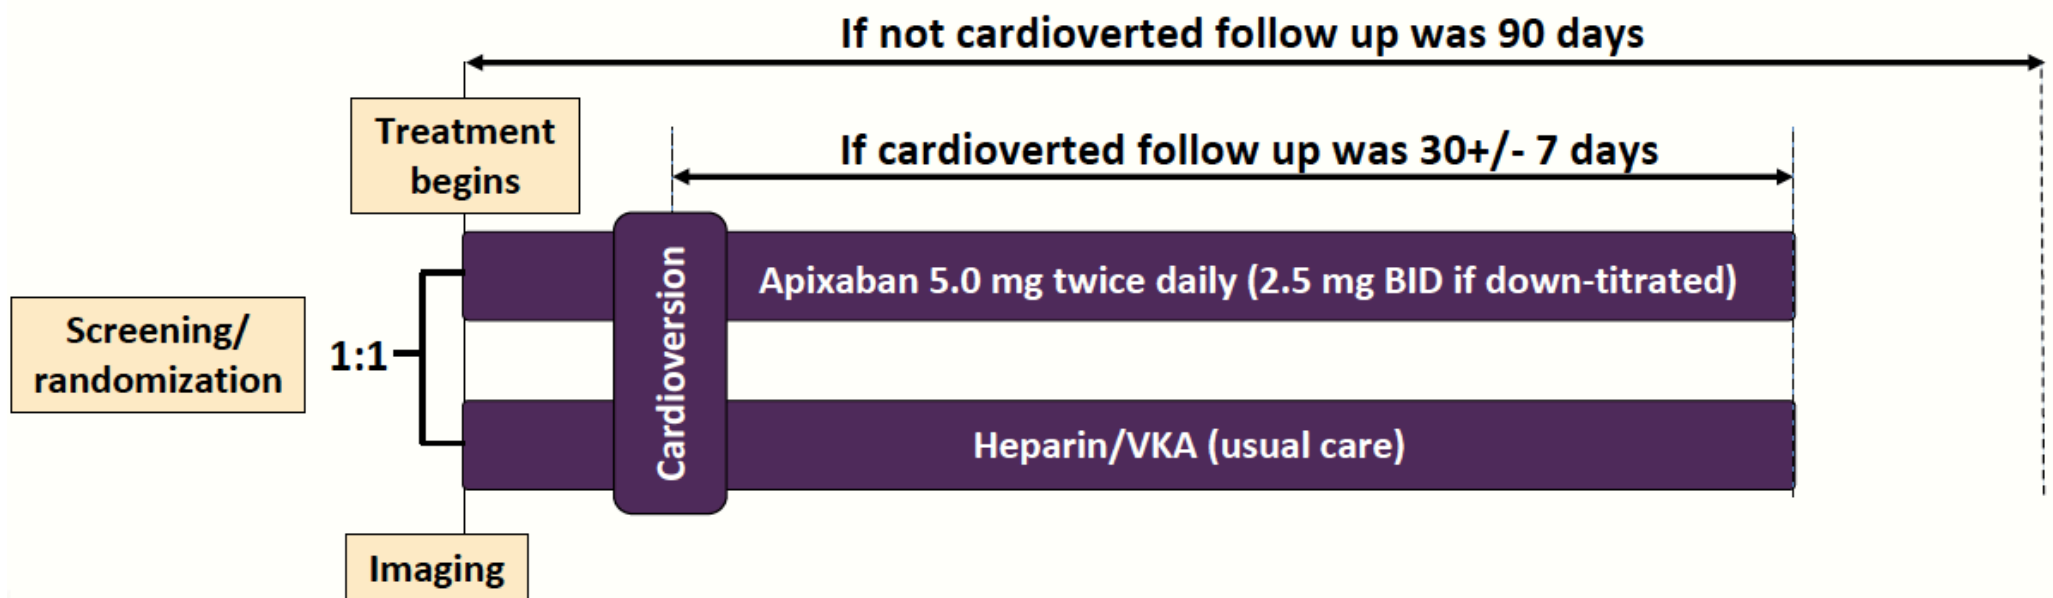 If not cardioverted follow up was 90 days
Treatment
begins
If cardioverted follow up was 30+/- 7 days
Screening/
randomization
1:1
Cardioversion
Apixaban 5.0 mg twice daily (2.5 mg BID if down-titrated)
Heparin/VKA (usual care)
Imaging